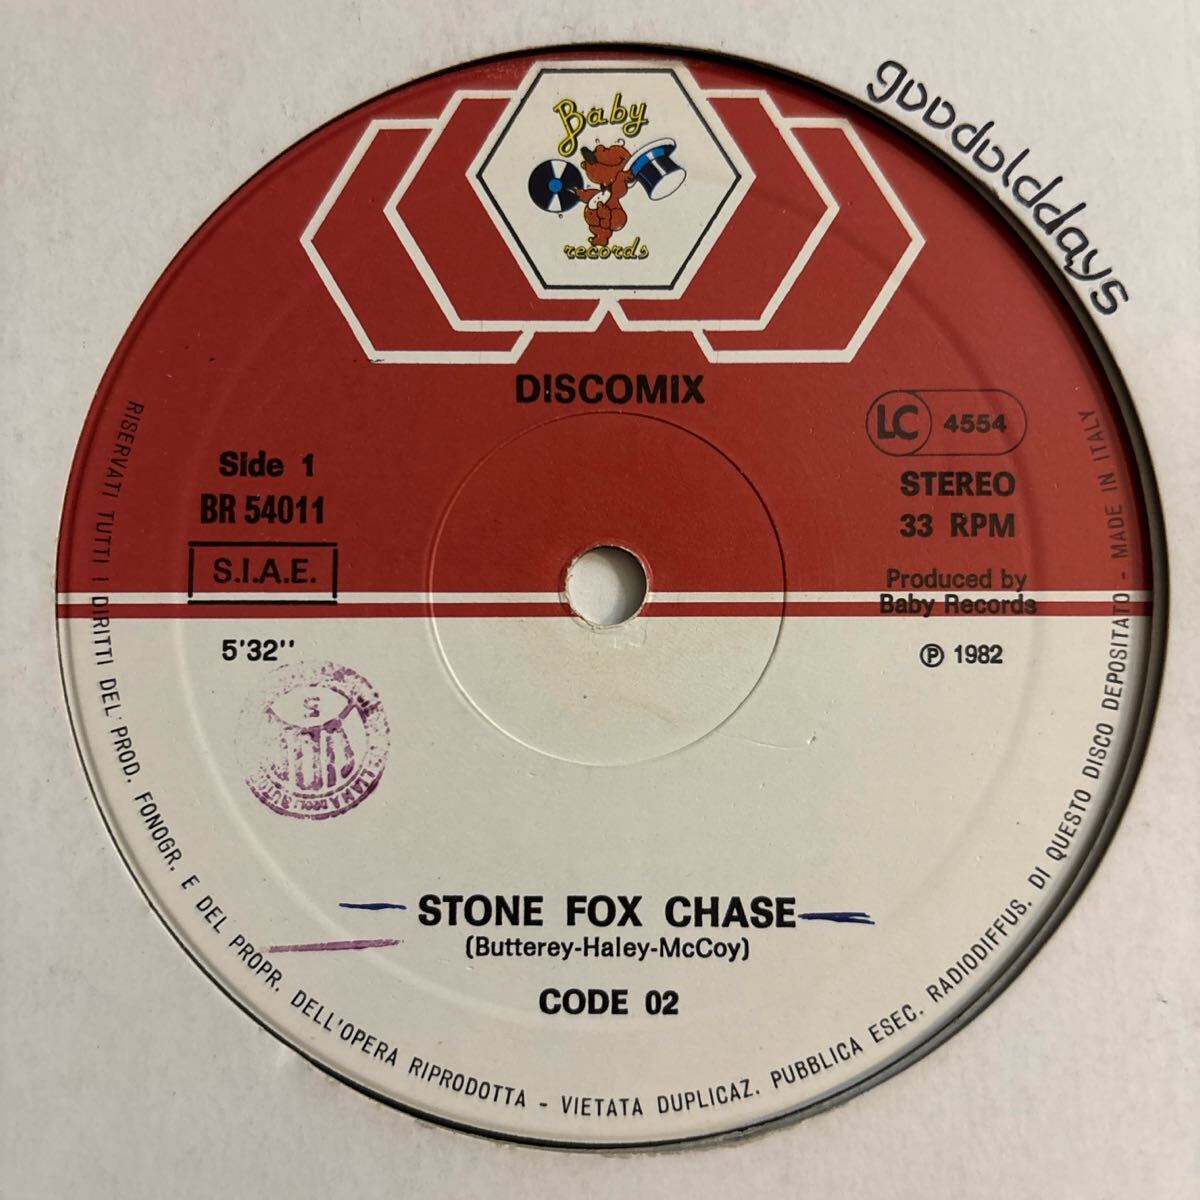 gooddolddays
Baby
records
DISCOMIX
Side 1
BR 54011
S.I.A.E.
LC 4554
STEREO
33 RPM
Produced by
Baby Records
5'32''
℗ 1982
STONE FOX CHASE
(Butterey-Haley-McCoy)
CODE 02
RISERVATI TUTTI I DIRITTI DEL PROD. FONOGR. E DEL PROPR. DELL'OPERA RIPRODOTTA - VIETATA DUPLICAZ. PUBBLICA ESEC. RADIODIFFUS. DI QUESTO DISCO DEPOSITATO - MADE IN ITALY